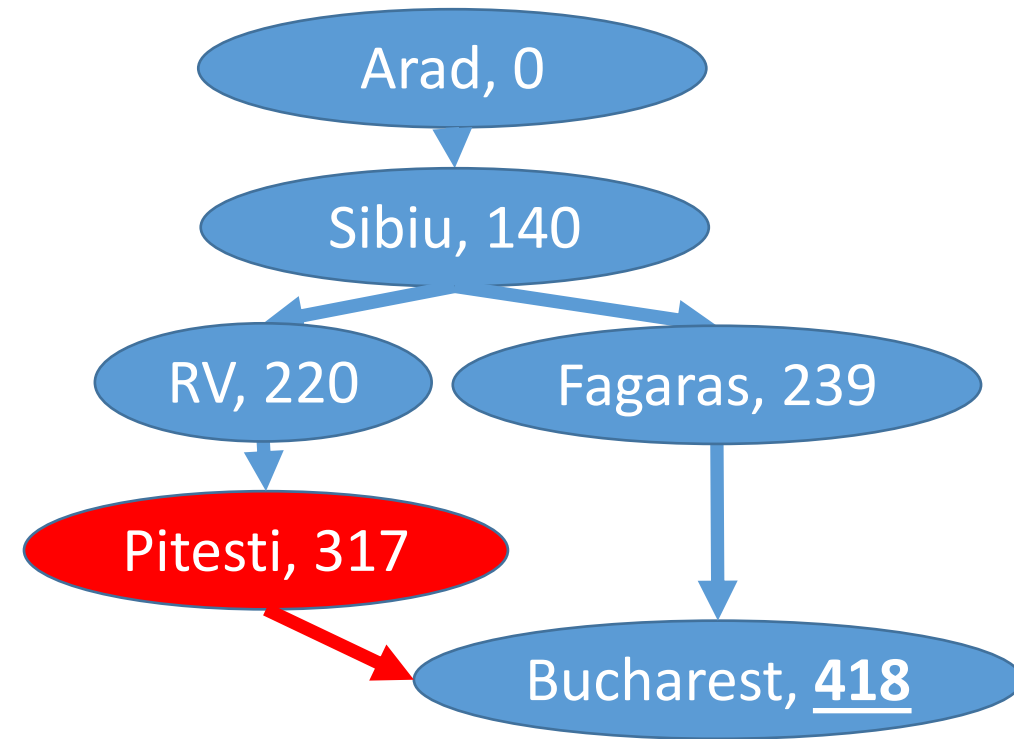 Arad, 0
Sibiu, 140
RV, 220
Fagaras, 239
Pitesti, 317
Bucharest, 418